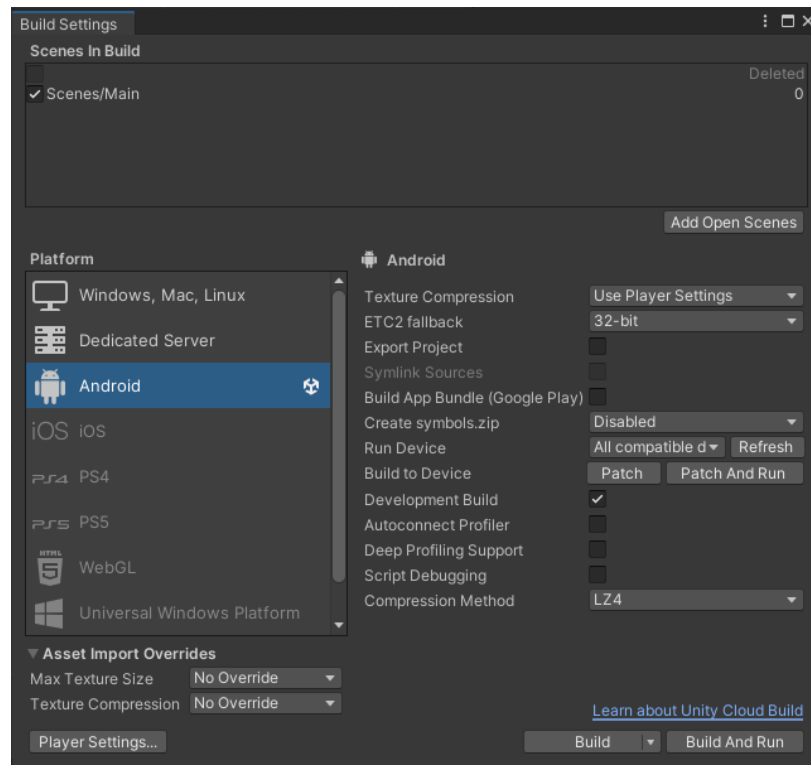 Build Settings
Scenes In Build
Deleted
Scenes/Main 0
Add Open Scenes
Platform
Windows, Mac, Linux
Dedicated Server
Android
iOS iOS
PS4 PS4
PS5 PS5
HTML 5 WebGL
Universal Windows Platform
Android
Texture Compression Use Player Settings
ETC2 fallback 32-bit
Export Project
Symlink Sources
Build App Bundle (Google Play)
Create symbols.zip Disabled
Run Device All compatible d Refresh
Build to Device Patch Patch And Run
Development Build
Autoconnect Profiler
Deep Profiling Support
Script Debugging
Compression Method LZ4
Asset Import Overrides
Max Texture Size No Override
Texture Compression No Override
Learn about Unity Cloud Build
Player Settings... Build Build And Run